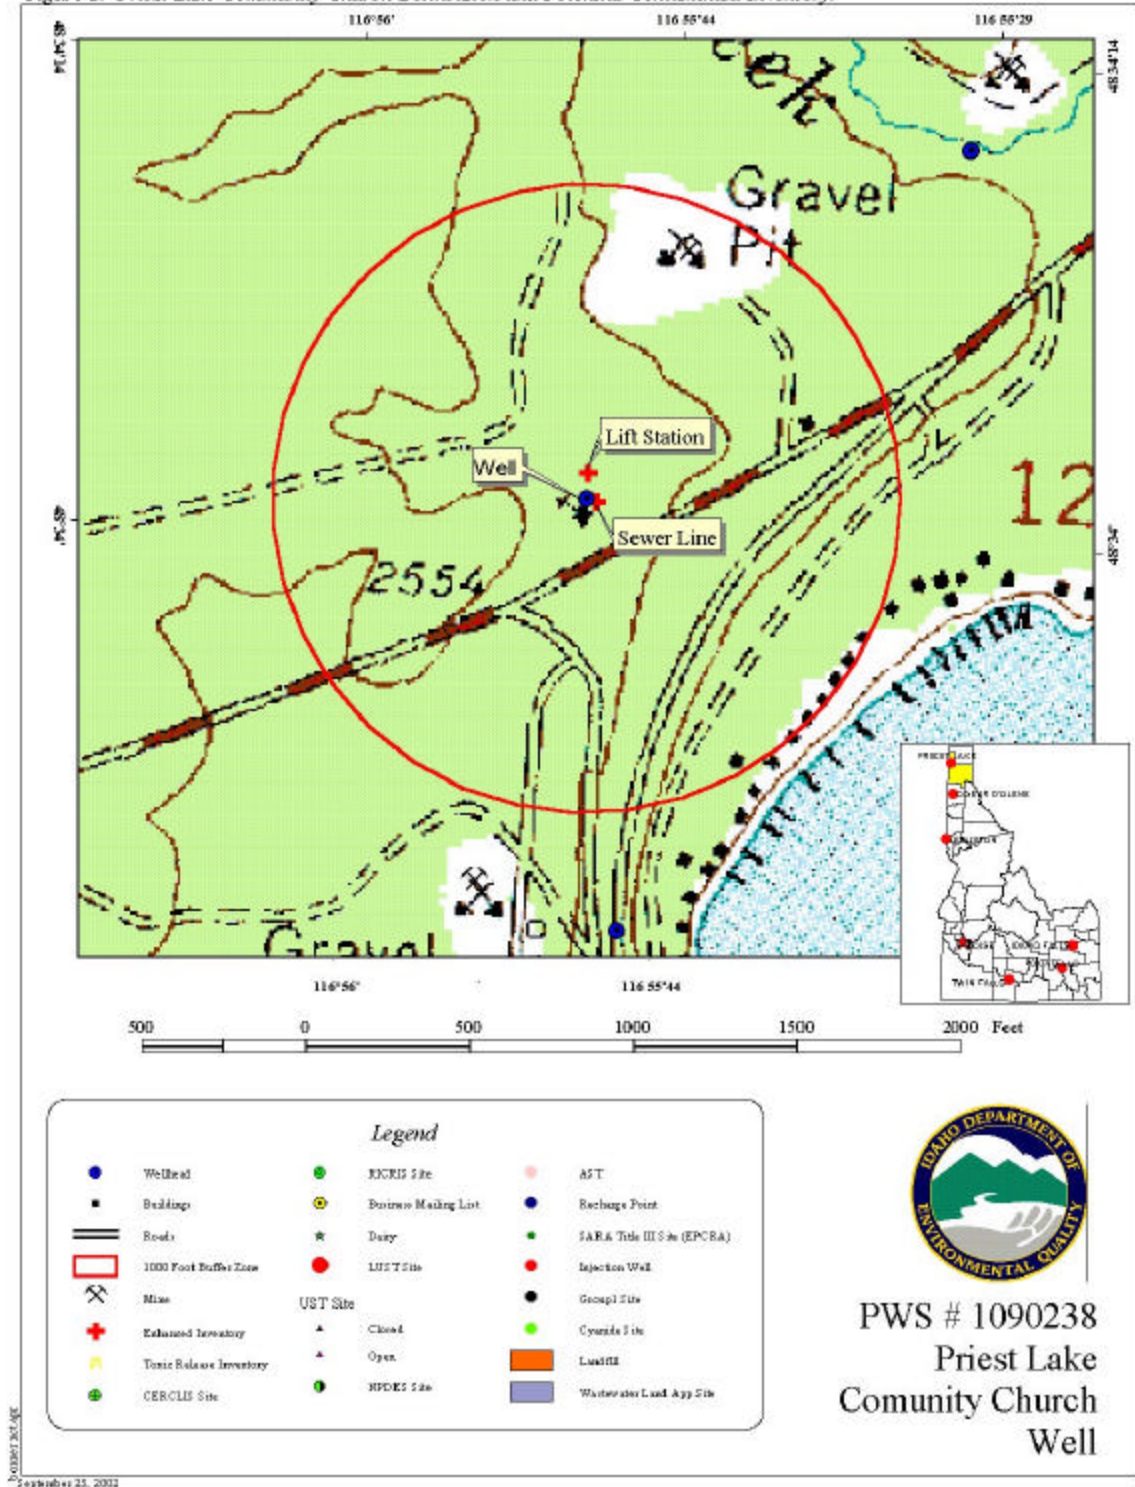 116°56'
116 55'44
116 55'29
4834'14
eek
Gravel
Pit
Lift Station
Well
Sewer Line
12
2554
48°34'
PRIEST LAKE
Gravel
116°56'
116 55'44
500 0 500 1000 1500 2000 Feet
Legend
Wellhead
Buildings
Roads
1000 Foot Buffer Zone
Mine
Enhanced Inventory
Toxic Release Inventory
CERCLIS Site
RICRIS Site
Business Mailing List
Dairy
LUST Site
UST Site
Closed
Open
NPDES Site
AST
Recharge Point
SARA Title III Site (EPCRA)
Injection Well
Group1 Site
Cyanide Site
Landfill
Wastewater Land App Site
IDAHO DEPARTMENT OF
ENVIRONMENTAL QUALITY
PWS # 1090238
Priest Lake
Comunity Church
Well
September 25, 2002